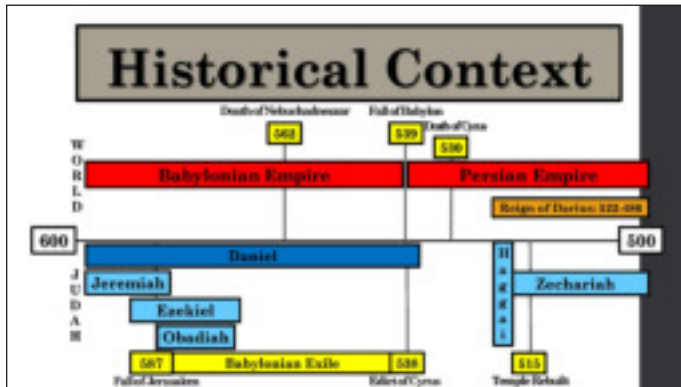 Historical Context
Death of Nebuchadnezzar
Fall of Babylon
Death of Cyrus
562
539
530
WORLD
Babylonian Empire
Persian Empire
Reign of Darius: 522-486
600
500
JUDAH
Daniel
Jeremiah
Haggai
Zechariah
Ezekiel
Obadiah
587
Babylonian Exile
538
515
Fall of Jerusalem
Edict of Cyrus
Temple Rebuilt